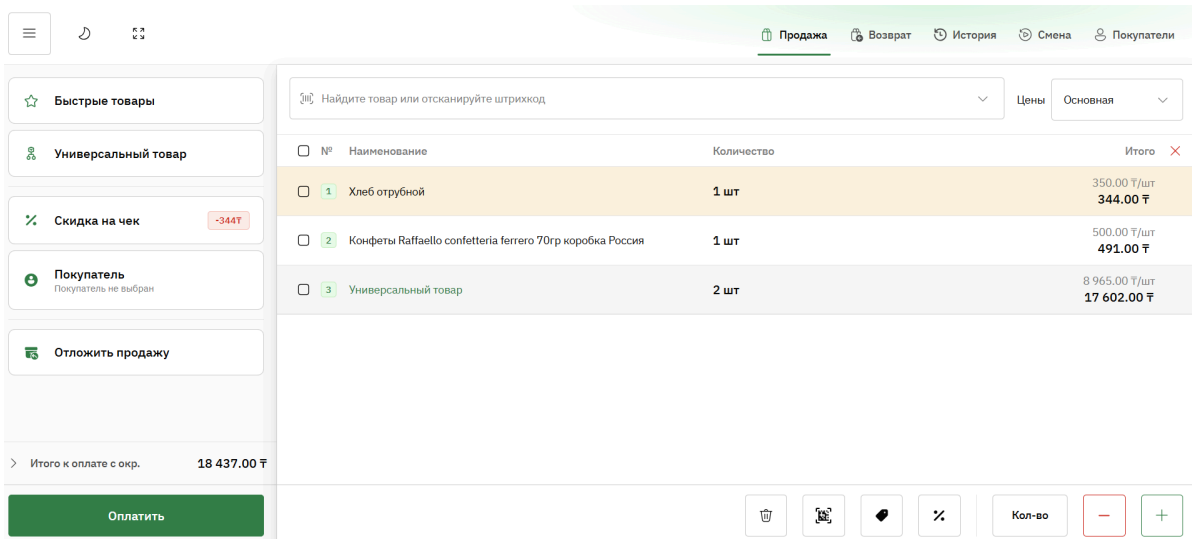 Продажа
Возврат
История
Смена
Покупатели
Быстрые товары
Универсальный товар
Скидка на чек
-344₸
Покупатель
Покупатель не выбран
Отложить продажу
Итого к оплате с окр.
18 437.00 ₸
Оплатить
Найдите товар или отсканируйте штрихкод
Цены
Основная
№ Наименование Количество Итого
350.00 ₸/шт
1 Хлеб отрубной 1 шт
344.00 ₸
500.00 ₸/шт
2 Конфеты Raffaello confetteria ferrero 70гр коробка Россия 1 шт
491.00 ₸
8 965.00 ₸/шт
3 Универсальный товар 2 шт
17 602.00 ₸
Кол-во